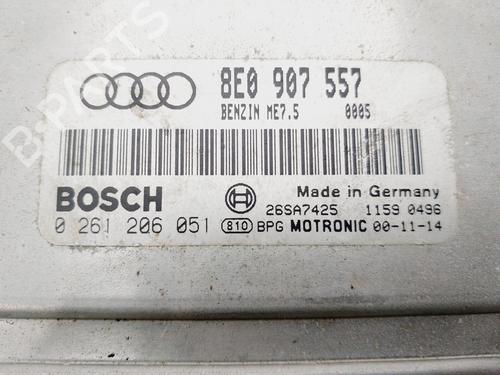 8E0 907 557
BENZIN ME7.5 0005
BOSCH
Made in Germany
26SA7425 1159 0496
0 261 206 051 810 BPG MOTRONIC 00-11-14
B-PARTS